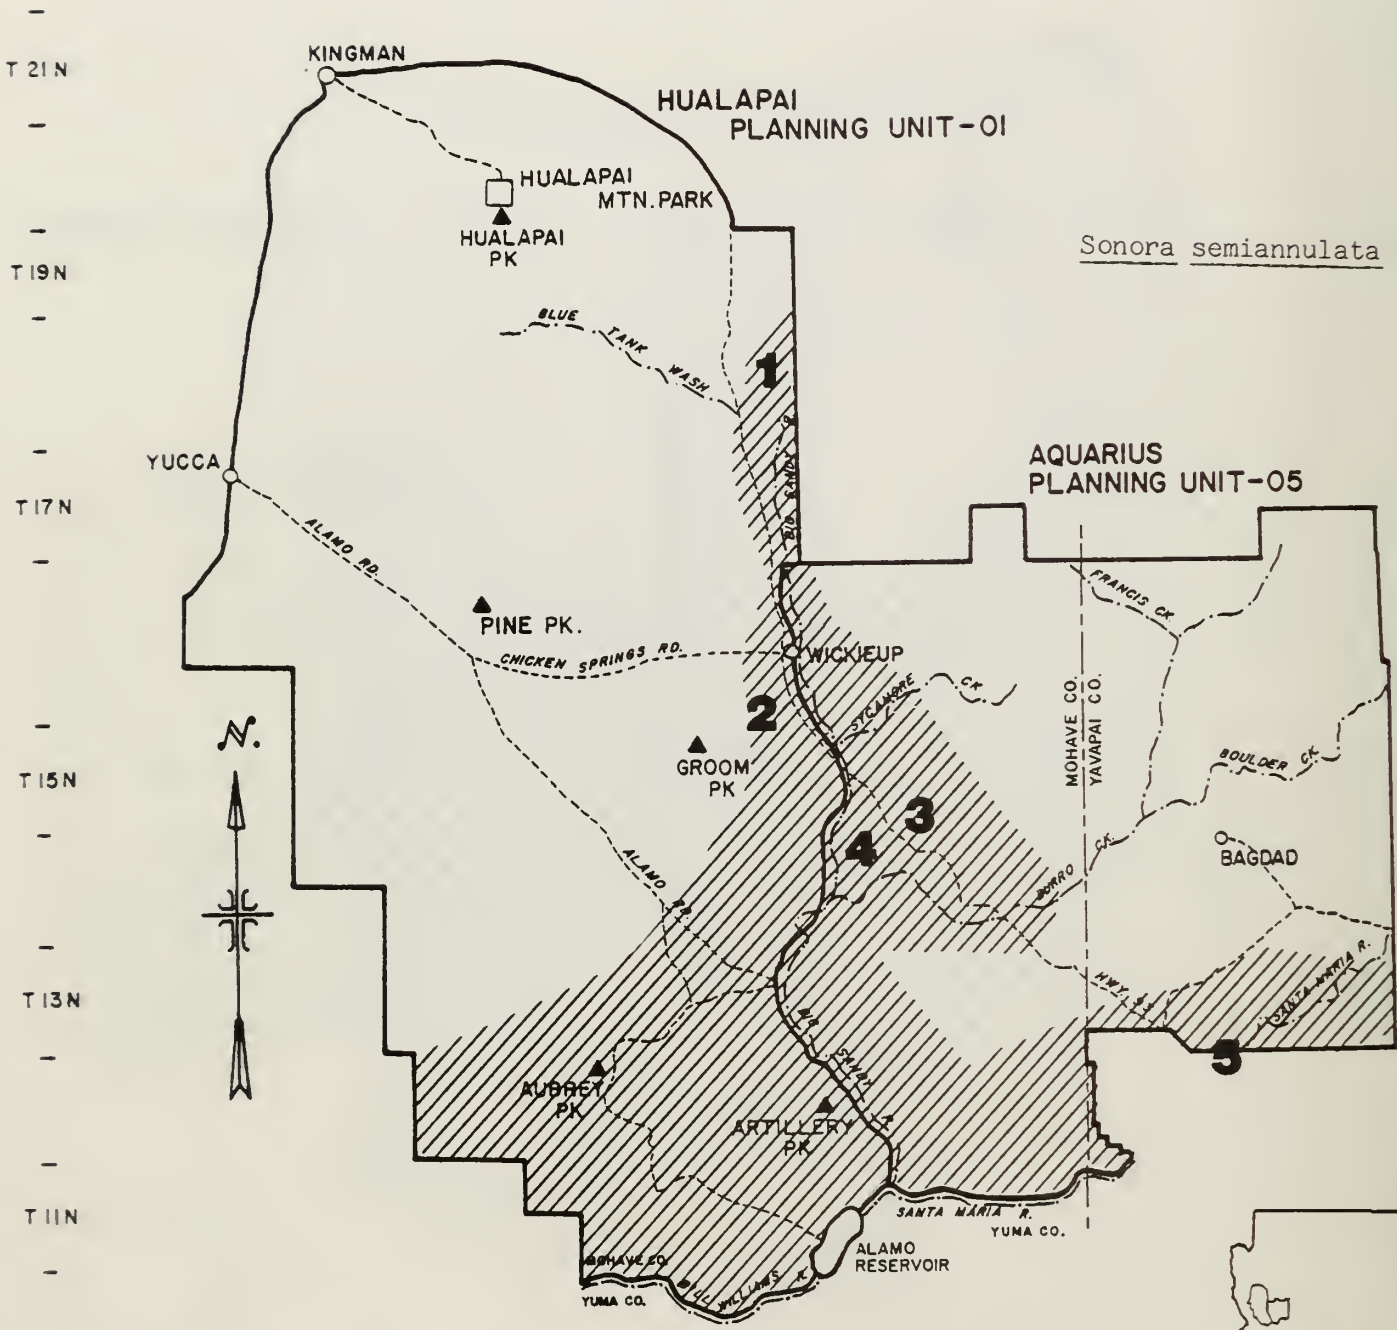 KINGMAN
T 21 N
HUALAPAI
PLANNING UNIT-01
HUALAPAI
MTN. PARK
HUALAPAI
PK
Sonora semiannulata
T 19 N
BLUE TANK WASH
1
BIG SANDY R.
YUCCA
AQUARIUS
PLANNING UNIT-05
T 17 N
ALAMO RD.
FRANCIS CK.
PINE PK.
CHICKEN SPRINGS RD.
WICKIEUP
SYCAMORE CK
2
MOHAVE CO.
YAVAPAI CO.
N.
GROOM
PK
BOULDER CK.
T 15 N
3
4
BAGDAD
ALAMO RD.
BURRO CK.
T 13 N
HWY. 93
SANTA MARIA R.
BIG SANDY R.
5
AUBREY
PK
ARTILLERY
PK
T 11 N
SANTA MARIA R.
YUMA CO.
ALAMO
RESERVOIR
MOHAVE CO.
BILL WILLIAMS R.
YUMA CO.